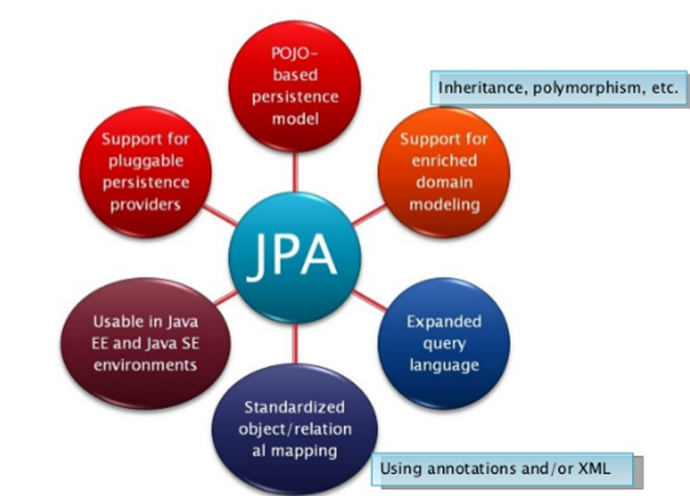 POJO-
based
persistence
model
Inheritance, polymorphism, etc.
Support for
enriched
domain
modeling
Support for
pluggable
persistence
providers
JPA
Usable in Java
EE and Java SE
environments
Expanded
query
language
Standardized
object/relation
al mapping
Using annotations and/or XML